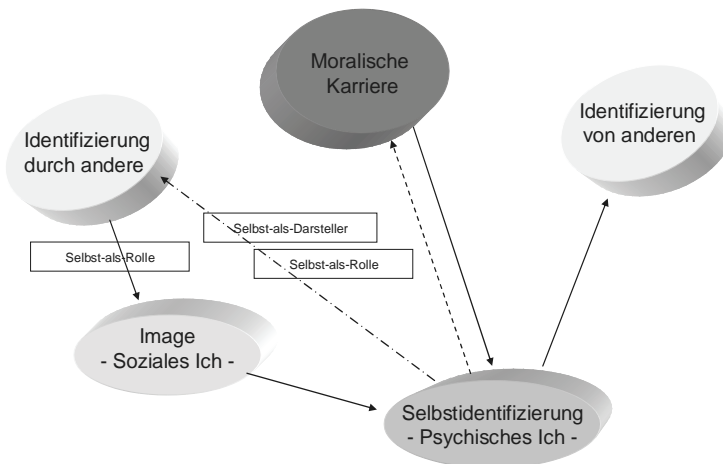 Moralische
Karriere
Identifizierung
durch andere
Identifizierung
von anderen
Selbst-als-Darsteller
Selbst-als-Rolle
Selbst-als-Rolle
Image
- Soziales Ich -
Selbstidentifizierung
- Psychisches Ich -